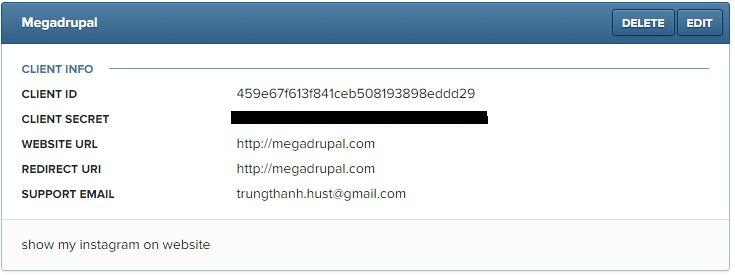 Megadrupal DELETE EDIT
CLIENT INFO
CLIENT ID 459e67f613f841ceb508193898eddd29
CLIENT SECRET
WEBSITE URL http://megadrupal.com
REDIRECT URI http://megadrupal.com
SUPPORT EMAIL trungthanh.hust@gmail.com
show my instagram on website